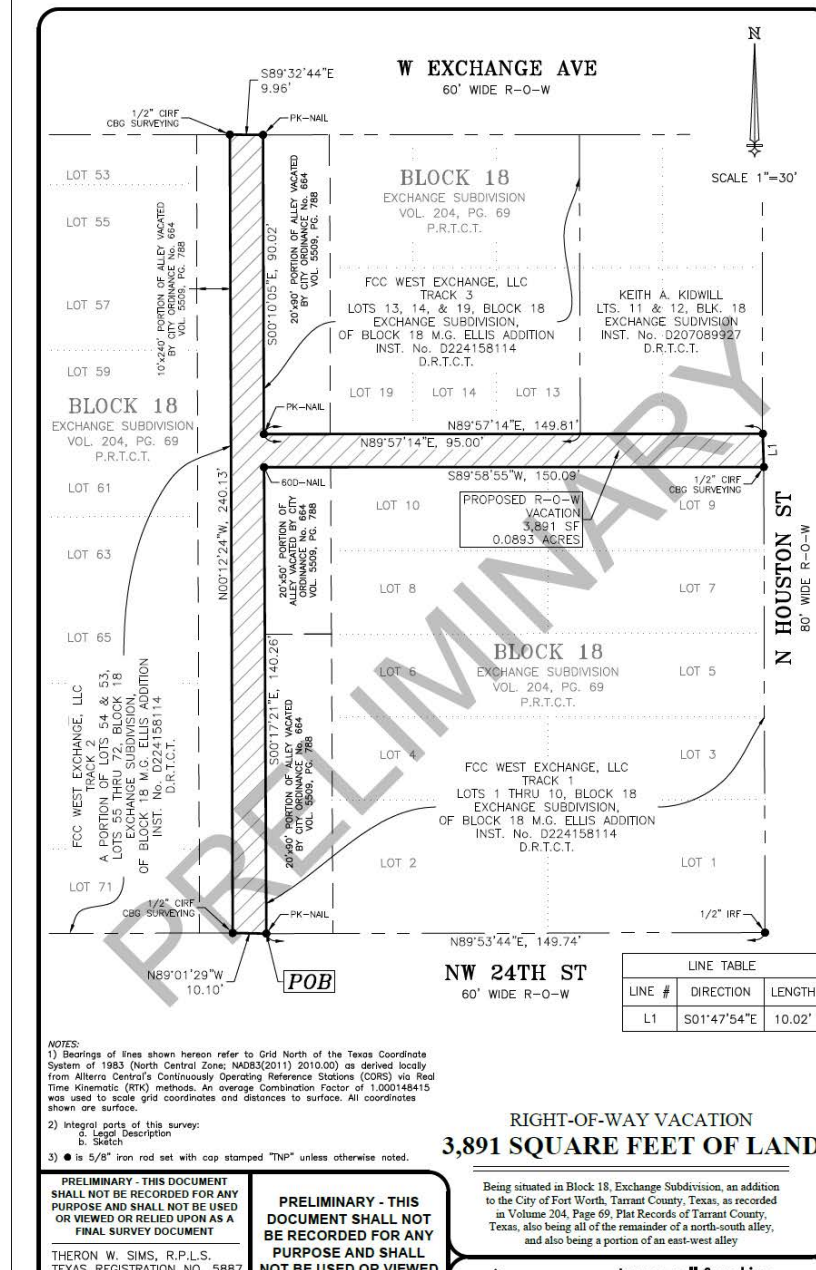 W EXCHANGE AVE
60' WIDE R-O-W
N
SCALE 1"=30'
S89°32'44"E
9.96'
1/2" CIRF
CBG SURVEYING
PK-NAIL
LOT 53
LOT 55
LOT 57
LOT 59
BLOCK 18
EXCHANGE SUBDIVISION
VOL. 204, PG. 69
P.R.T.C.T.
LOT 61
LOT 63
LOT 65
LOT 71
10'x240' PORTION OF ALLEY VACATED
BY CITY ORDINANCE No. 664
VOL. 5509, PG. 788
S00°10'05"E, 90.02'
20'x90' PORTION OF ALLEY VACATED
BY CITY ORDINANCE No. 664
VOL. 5509, PG. 788
BLOCK 18
EXCHANGE SUBDIVISION
VOL. 204, PG. 69
P.R.T.C.T.
FCC WEST EXCHANGE, LLC
TRACK 3
LOTS 13, 14, & 19, BLOCK 18
EXCHANGE SUBDIVISION,
OF BLOCK 18 M.G. ELLIS ADDITION
INST. No. D224158114
D.R.T.C.T.
KEITH A. KIDWILL
LTS. 11 & 12, BLK. 18
EXCHANGE SUDIVISION
INST. No. D207089927
D.R.T.C.T.
LOT 19
LOT 14
LOT 13
PK-NAIL
N89°57'14"E, 149.81'
N89°57'14"E, 95.00'
L1
S89°58'55"W, 150.09'
60D-NAIL
1/2" CIRF
CBG SURVEYING
PROPOSED R-O-W
VACATION
3,891 SF
0.0893 ACRES
LOT 10
LOT 9
LOT 8
LOT 7
LOT 6
LOT 5
LOT 4
LOT 3
LOT 2
LOT 1
N00°12'24"W, 240.13'
20'x50' PORTION OF
ALLEY VACATED BY CITY
ORDINANCE No. 664
VOL. 5509, PG. 788
S00°17'21"E, 140.26'
20'x90' PORTION OF ALLEY VACATED
BY CITY ORDINANCE No. 664
VOL. 5509, PG. 788
BLOCK 18
EXCHANGE SUBDIVISION
VOL. 204, PG. 69
P.R.T.C.T.
N HOUSTON ST
80' WIDE R-O-W
FCC WEST EXCHANGE, LLC
TRACK 2
A PORTION OF LOTS 54 & 53,
LOTS 55 THRU 72, BLOCK 18
EXCHANGE SUBDIVISION,
OF BLOCK 18 M.G. ELLIS ADDITION
INST. No. D224158114
D.R.T.C.T.
FCC WEST EXCHANGE, LLC
TRACK 1
LOTS 1 THRU 10, BLOCK 18
EXCHANGE SUBDIVISION,
OF BLOCK 18 M.G. ELLIS ADDITION
INST. No. D224158114
D.R.T.C.T.
PRELIMINARY
1/2" CIRF
CBG SURVEYING
PK-NAIL
1/2" IRF
N89°53'44"E, 149.74'
N89°01'29"W
10.10'
POB
NW 24TH ST
60' WIDE R-O-W
LINE TABLE
LINE # DIRECTION LENGTH
L1 S01°47'54"E 10.02'
NOTES:
1) Bearings of lines shown hereon refer to Grid North of the Texas Coordinate
System of 1983 (North Central Zone; NAD83(2011) 2010.00) as derived locally
from Allterra Central's Continuously Operating Reference Stations (CORS) via Real
Time Kinematic (RTK) methods. An average Combination Factor of 1.000148415
was used to scale grid coordinates and distances to surface. All coordinates
shown are surface.
2) Integral parts of this survey:
a. Legal Description
b. Sketch
3) ● is 5/8" iron rod set with cap stamped "TNP" unless otherwise noted.
RIGHT-OF-WAY VACATION
3,891 SQUARE FEET OF LAND
Being situated in Block 18, Exchange Subdivision, an addition
to the City of Fort Worth, Tarrant County, Texas, as recorded
in Volume 204, Page 69, Plat Records of Tarrant County,
Texas, also being all of the remainder of a north-south alley,
and also being a portion of an east-west alley
PRELIMINARY - THIS DOCUMENT
SHALL NOT BE RECORDED FOR ANY
PURPOSE AND SHALL NOT BE USED
OR VIEWED OR RELIED UPON AS A
FINAL SURVEY DOCUMENT
THERON W. SIMS, R.P.L.S.
TEXAS REGISTRATION NO. 5887
PRELIMINARY - THIS
DOCUMENT SHALL NOT
BE RECORDED FOR ANY
PURPOSE AND SHALL
NOT BE USED OR VIEWED